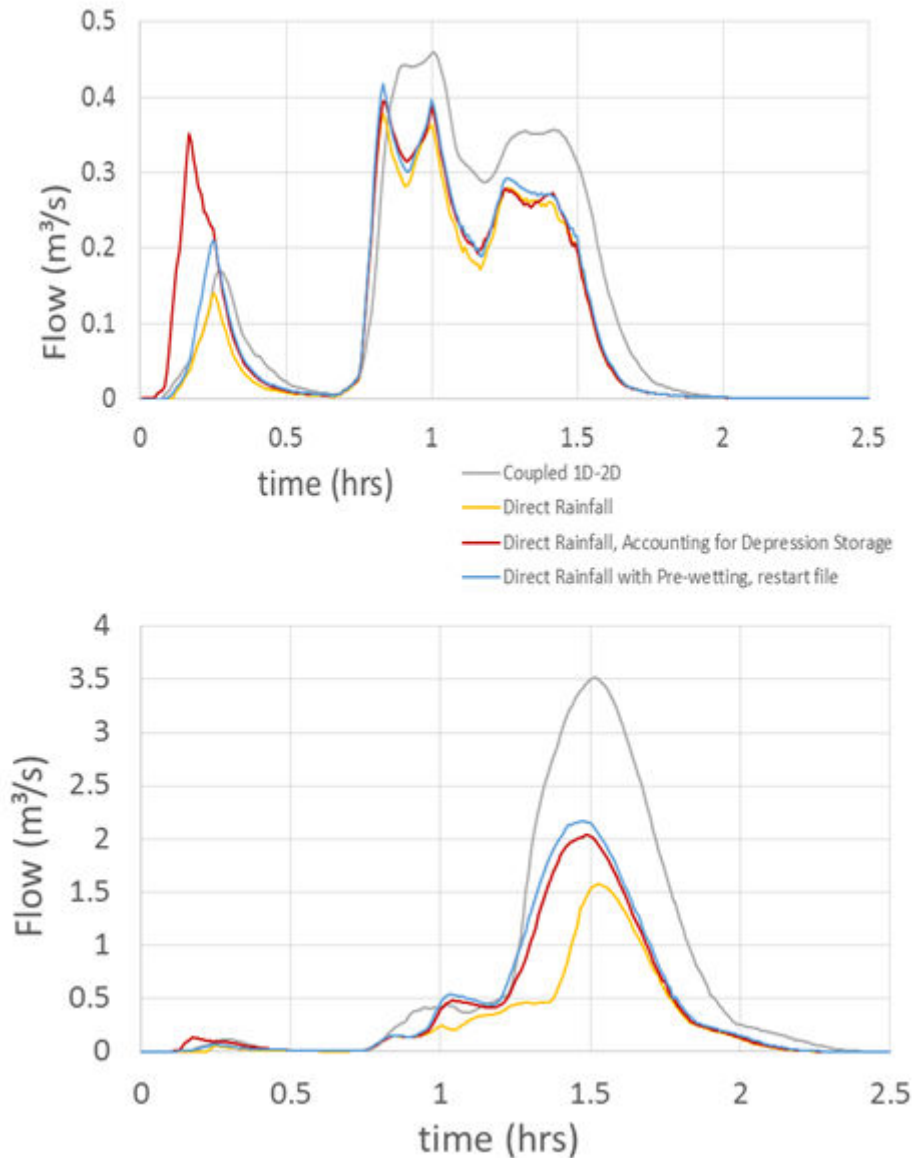 0.5
0.4
0.3
0.2
0.1
0
Flow (m³/s)
0 0.5 1 1.5 2 2.5
time (hrs)
Coupled 1D-2D
Direct Rainfall
Direct Rainfall, Accounting for Depression Storage
Direct Rainfall with Pre-wetting, restart file
4
3.5
3
2.5
2
1.5
1
0.5
0
Flow (m³/s)
0 0.5 1 1.5 2 2.5
time (hrs)